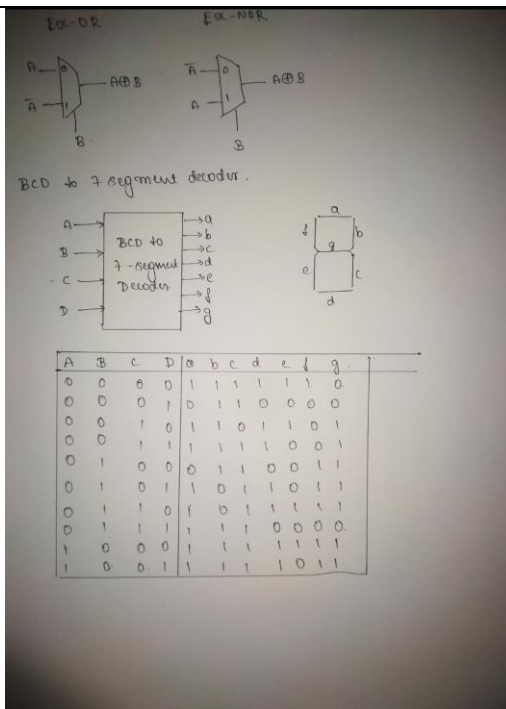 Ex-OR Ex-NOR
A 0 A⊕B A̅ 0 A⊕B
A̅ 1 A 1
B. B
BCD to 7 segment decoder.
A a
b
B BCD to c
7-segment d
C Decoder e
D f
g
a
f b
g
e c
d
A B C D a b c d e f g.
0 0 0 0 1 1 1 1 1 1 0.
0 0 0 1 0 1 1 0 0 0 0
0 0 1 0 1 1 0 1 1 0 1
0 0 1 1 1 1 1 1 0 0 1
0 1 0 0 0 1 1 0 0 1 1
0 1 0 1 1 0 1 1 0 1 1
0 1 1 0 1 0 1 1 1 1 1
0 1 1 1 1 1 1 0 0 0 0.
1 0 0 0 1 1 1 1 1 1 1
1 0. 0. 1 1 1 1 1 0 1 1